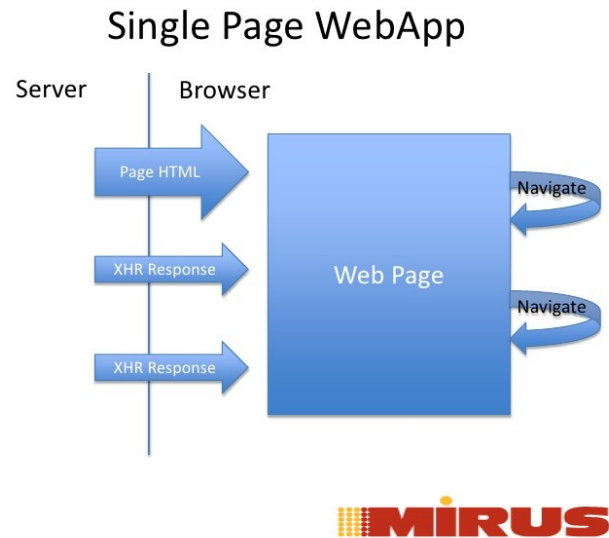 Single Page WebApp
Server
Browser
Page HTML
Navigate
XHR Response
Web Page
Navigate
XHR Response
MiRUS